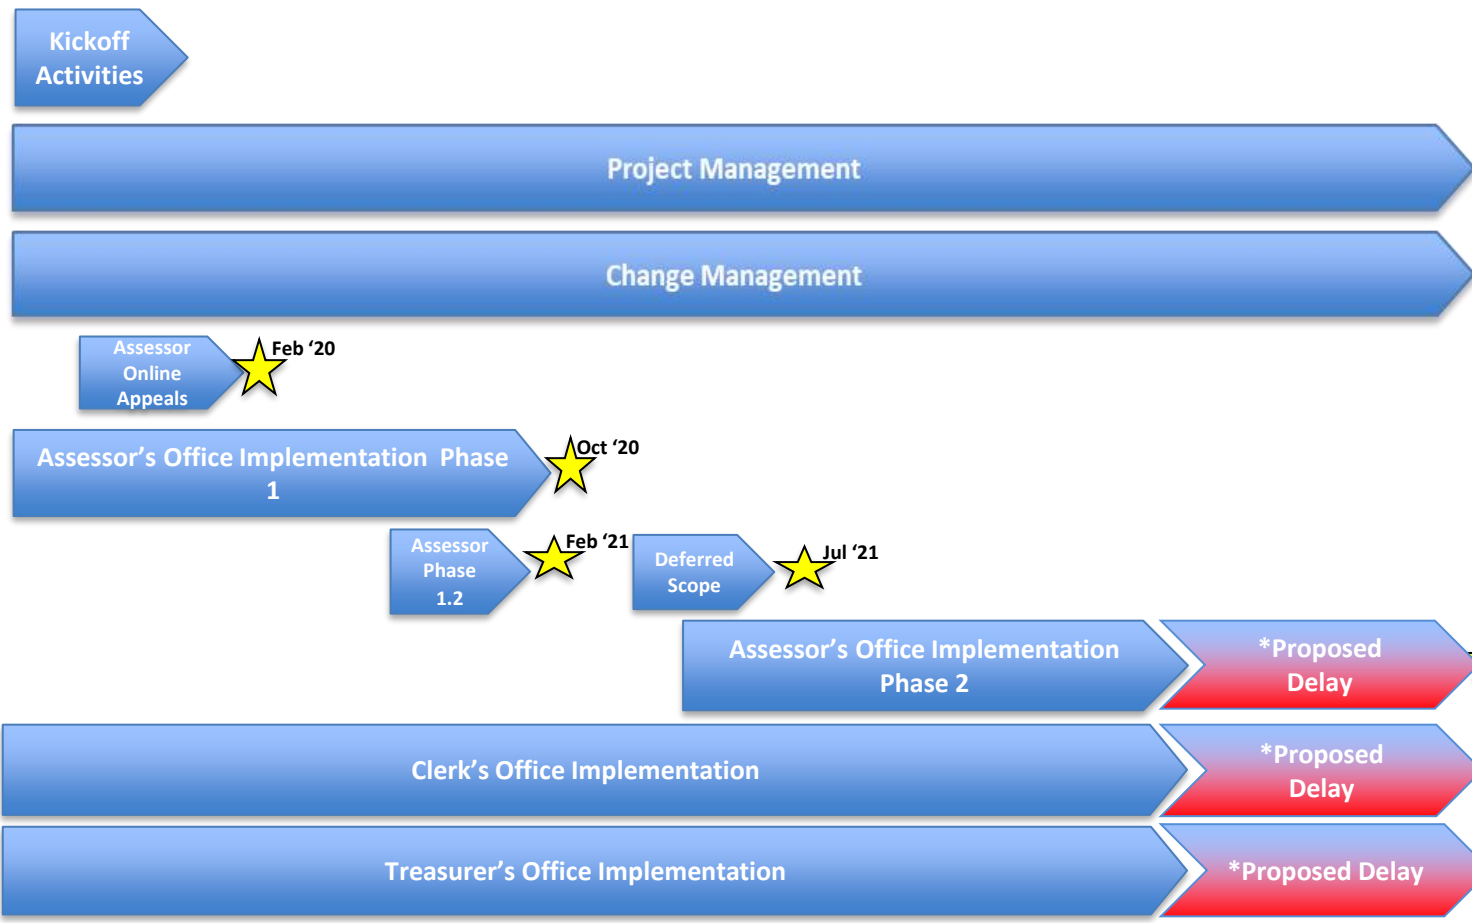 Kickoff
Activities
Project Management
Change Management
Assessor
Online
Appeals
Feb ‘20
Assessor’s Office Implementation Phase
1
Oct ‘20
Assessor
Phase
1.2
Feb ‘21
Deferred
Scope
Jul ‘21
Assessor’s Office Implementation
Phase 2
*Proposed
Delay
Clerk’s Office Implementation
*Proposed
Delay
Treasurer’s Office Implementation
*Proposed Delay